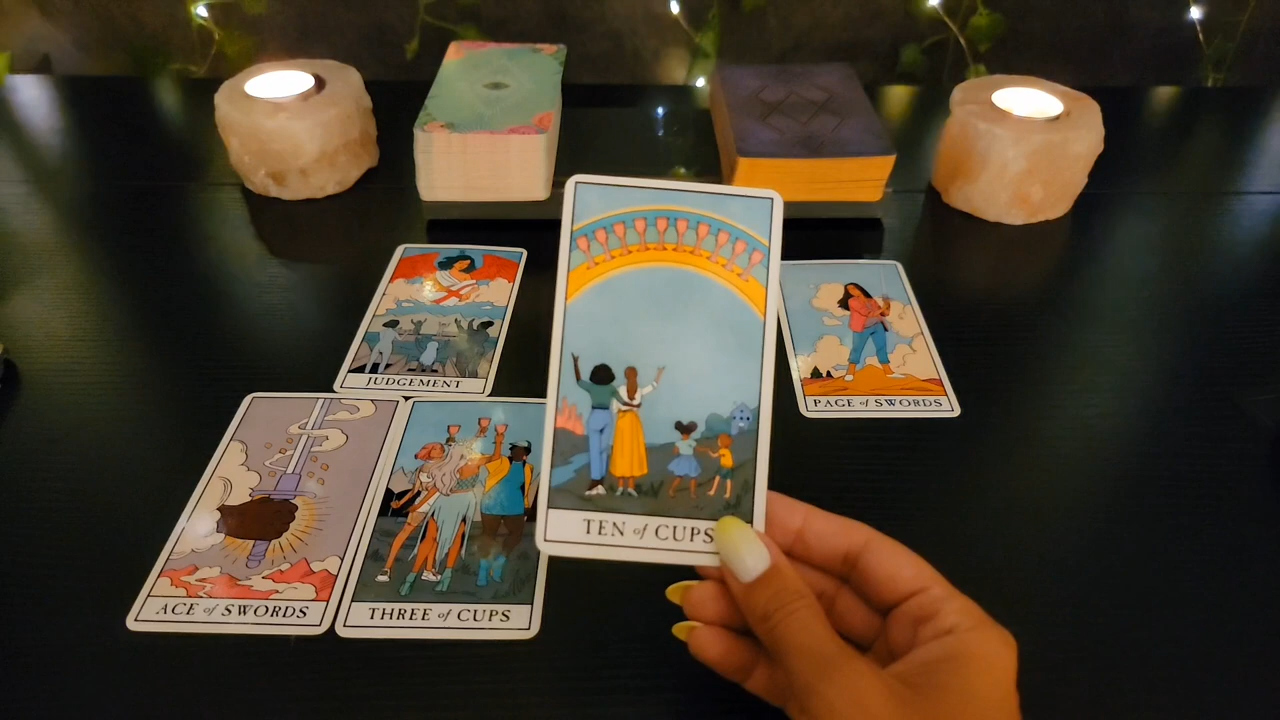 JUDGEMENT
PAGE of SWORDS
TEN of CUPS
ACE of SWORDS
THREE of CUPS